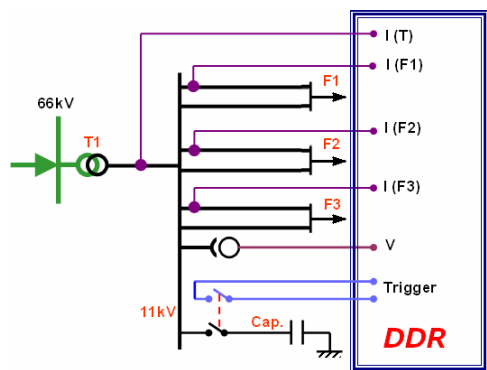 I (T)
I (F1)
F1
66kV
T1
I (F2)
F2
I (F3)
F3
V
Trigger
11kV
Cap.
DDR